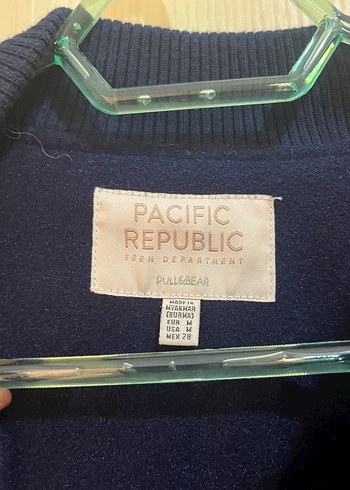 PACIFIC
REPUBLIC
TEEN DEPARTMENT
PULL&BEAR
MADE IN
MYANMAR
(BURMA)
EUR M
USA M
MEX 28